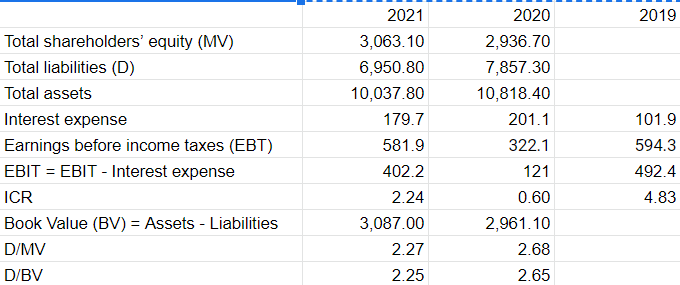 2021 2020 2019
Total shareholders' equity (MV) 3,063.10 2,936.70
Total liabilities (D) 6,950.80 7,857.30
Total assets 10,037.80 10,818.40
Interest expense 179.7 201.1 101.9
Earnings before income taxes (EBT) 581.9 322.1 594.3
EBIT = EBIT - Interest expense 402.2 121 492.4
ICR 2.24 0.60 4.83
Book Value (BV) = Assets - Liabilities 3,087.00 2,961.10
D/MV 2.27 2.68
D/BV 2.25 2.65